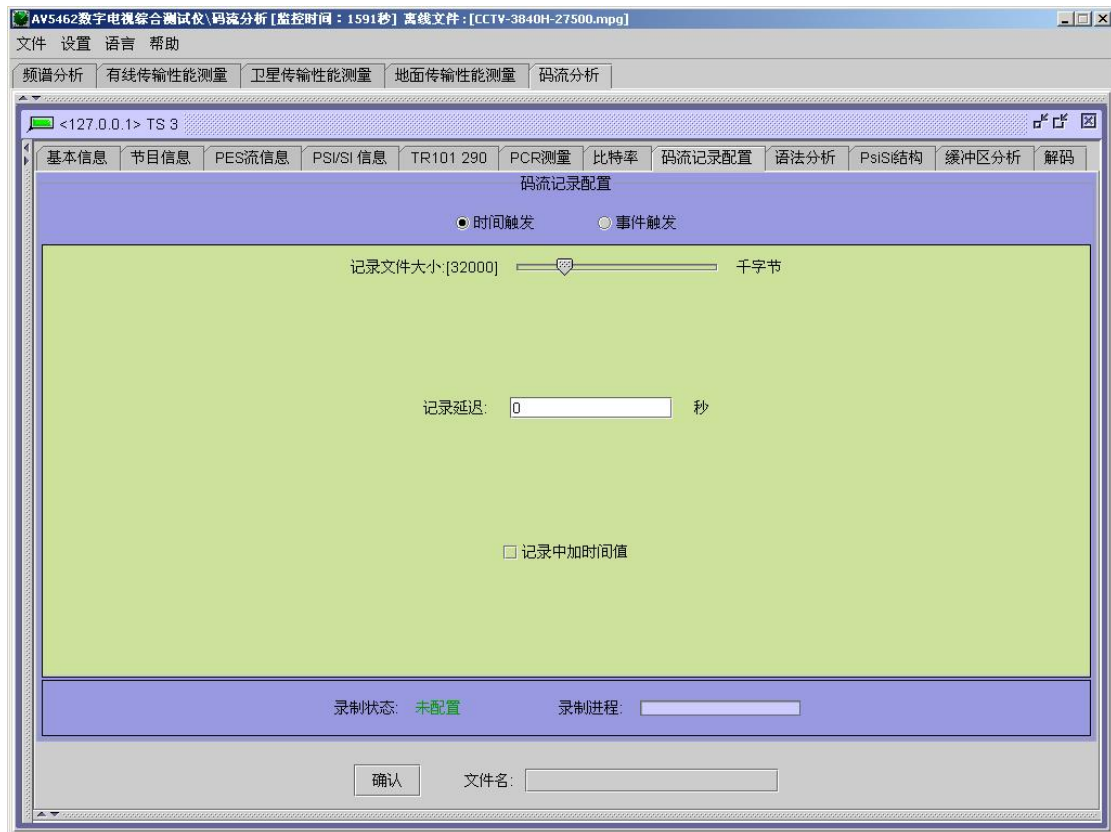 AV5462数字电视综合测试仪\码流分析[监控时间：1591秒] 离线文件:[CCTV-3840H-27500.mpg]
文件 设置 语言 帮助
频谱分析 有线传输性能测量 卫星传输性能测量 地面传输性能测量 码流分析
<127.0.0.1> TS 3
基本信息 节目信息 PES流信息 PSI/SI 信息 TR101 290 PCR测量 比特率 码流记录配置 语法分析 PsiSi结构 缓冲区分析 解码
码流记录配置
时间触发 事件触发
记录文件大小:[32000] 千字节
记录延迟: 0 秒
记录中加时间值
录制状态: 未配置 录制进程:
确认 文件名: